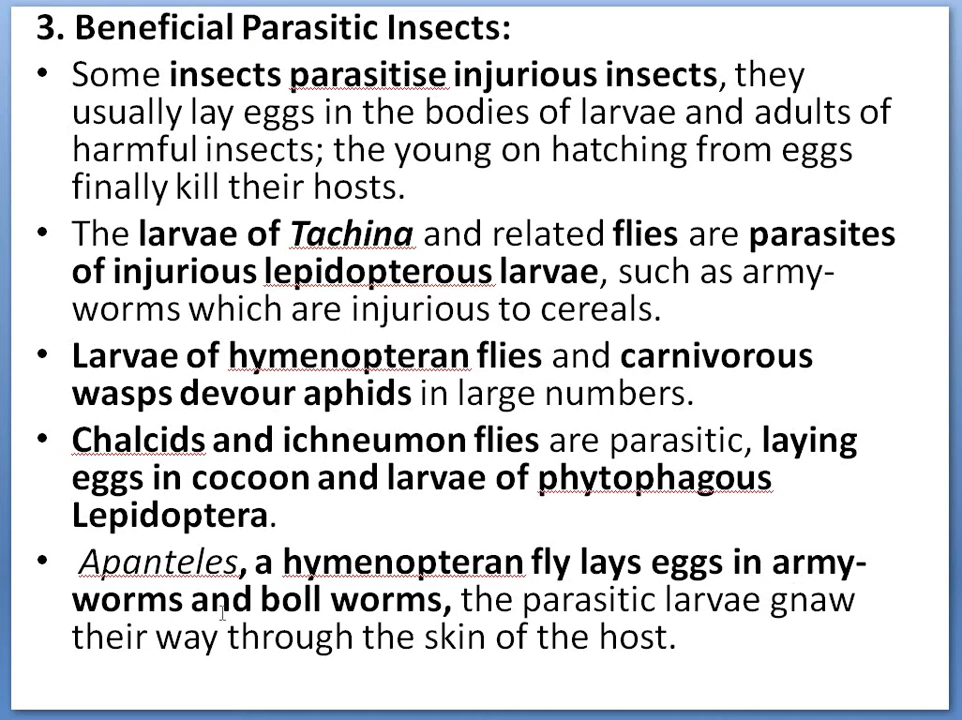 3. Beneficial Parasitic Insects:
• Some insects parasitise injurious insects, they
usually lay eggs in the bodies of larvae and adults of
harmful insects; the young on hatching from eggs
finally kill their hosts.
• The larvae of Tachina and related flies are parasites
of injurious lepidopterous larvae, such as army-
worms which are injurious to cereals.
• Larvae of hymenopteran flies and carnivorous
wasps devour aphids in large numbers.
• Chalcids and ichneumon flies are parasitic, laying
eggs in cocoon and larvae of phytophagous
Lepidoptera.
• Apanteles, a hymenopteran fly lays eggs in army-
worms and boll worms, the parasitic larvae gnaw
their way through the skin of the host.